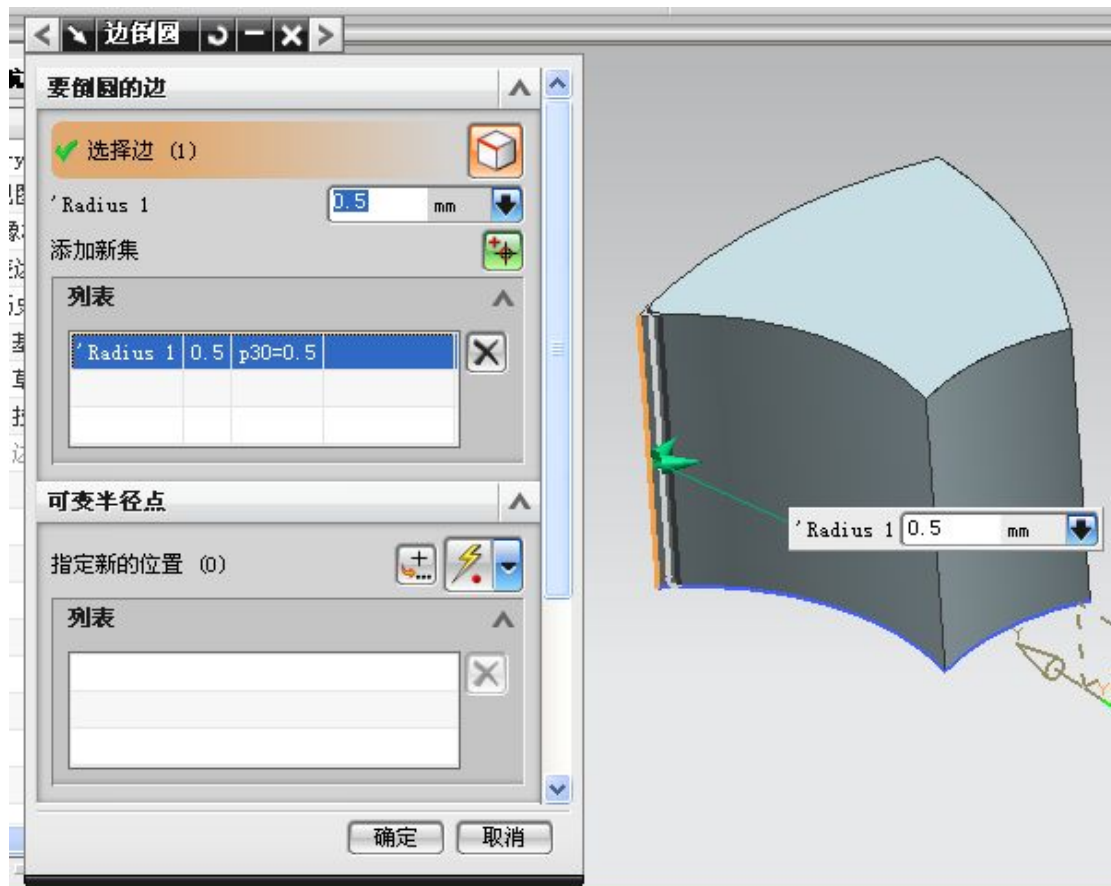 边倒圆
要倒圆的边
选择边 (1)
'Radius 1 0.5 mm
添加新集
列表
'Radius 1 0.5 p30=0.5
可变半径点
指定新的位置 (0)
列表
确定 取消
'Radius 1 0.5 mm
Y
Y